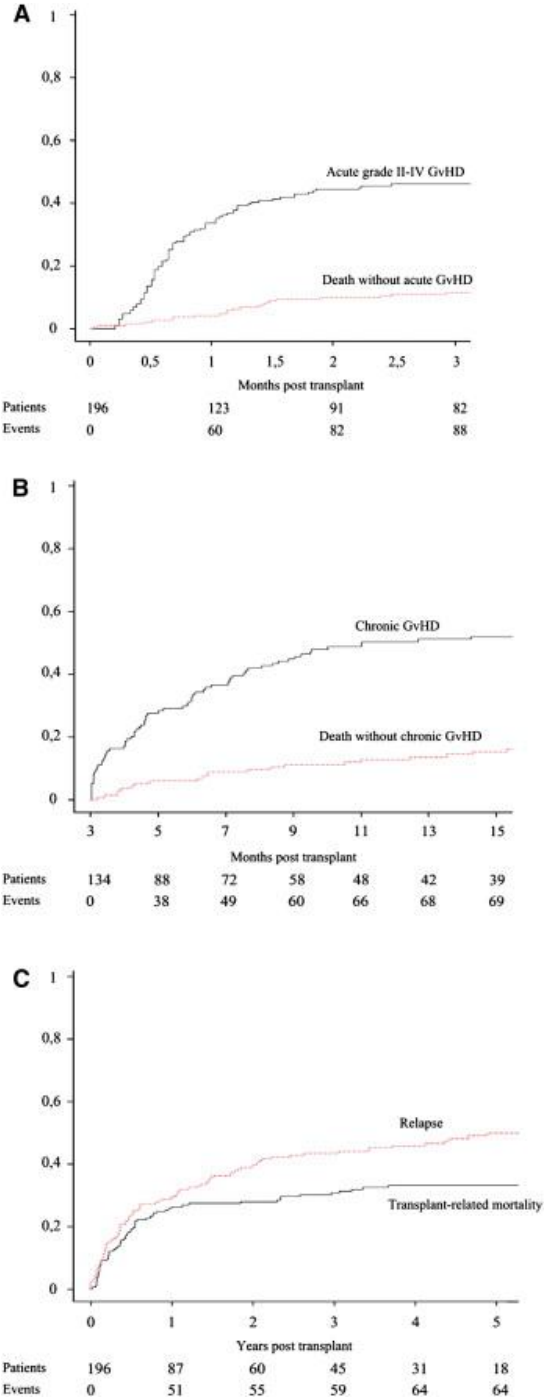 A
1
0,8
0,6
0,4
0,2
0
Acute grade II-IV GvHD
Death without acute GvHD
0 0,5 1 1,5 2 2,5 3
Months post transplant
Patients 196 123 91 82
Events 0 60 82 88
B
1
0,8
0,6
0,4
0,2
0
Chronic GvHD
Death without chronic GvHD
3 5 7 9 11 13 15
Months post transplant
Patients 134 88 72 58 48 42 39
Events 0 38 49 60 66 68 69
C
1
0,8
0,6
0,4
0,2
0
Relapse
Transplant-related mortality
0 1 2 3 4 5
Years post transplant
Patients 196 87 60 45 31 18
Events 0 51 55 59 64 64